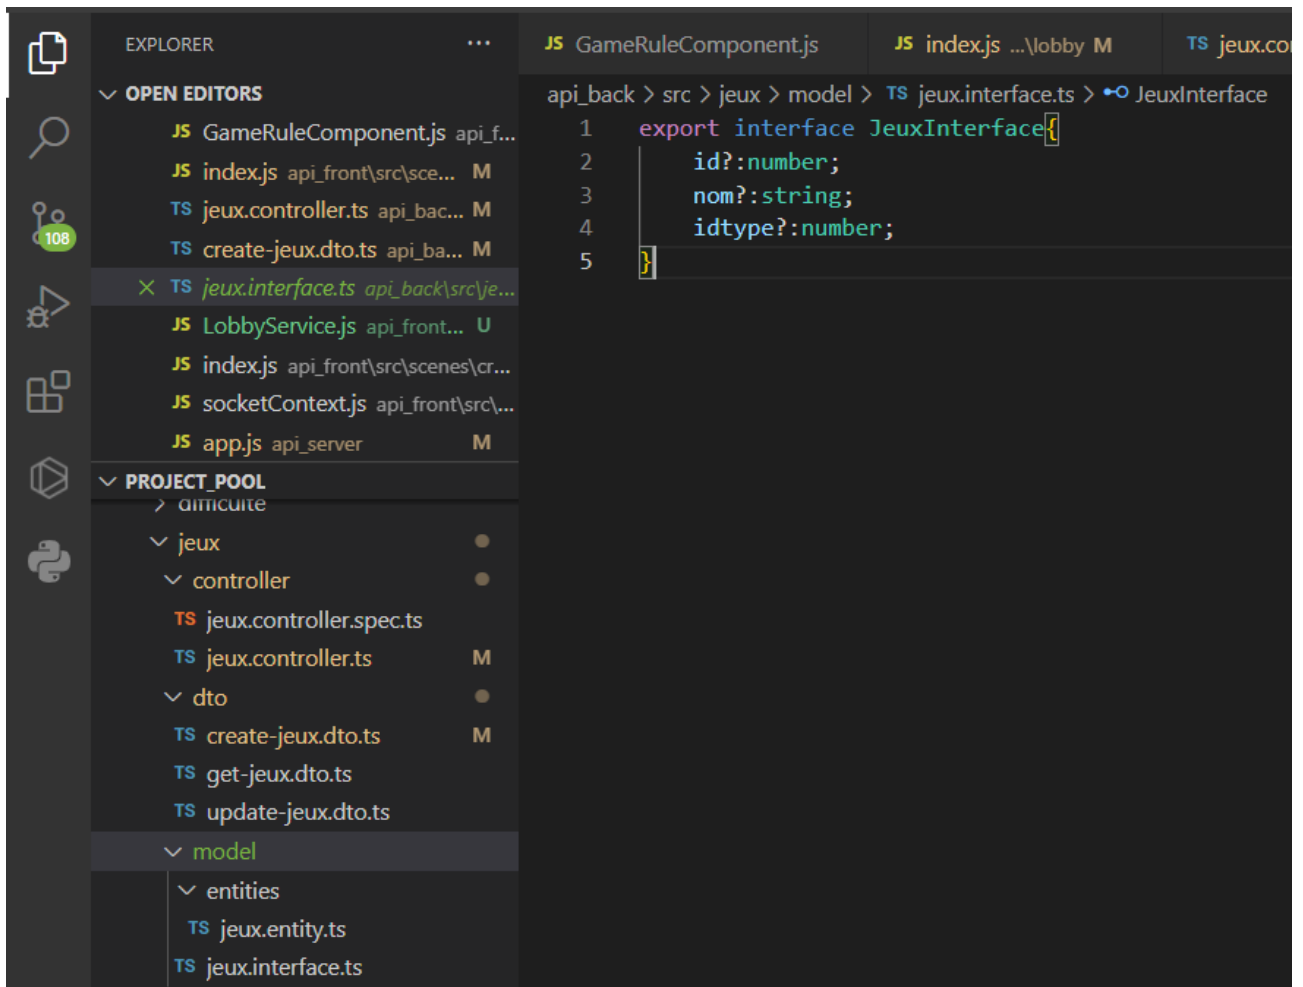 EXPLORER ...
OPEN EDITORS
JS GameRuleComponent.js api_f...
JS index.js api_front\src\sce... M
TS jeux.controller.ts api_bac... M
TS create-jeux.dto.ts api_ba... M
TS jeux.interface.ts api_back\src\je...
JS LobbyService.js api_front... U
JS index.js api_front\src\scenes\cr...
JS socketContext.js api_front\src\...
JS app.js api_server M
108
PROJECT_POOL
difficulte
jeux
controller
TS jeux.controller.spec.ts
TS jeux.controller.ts M
dto
TS create-jeux.dto.ts M
TS get-jeux.dto.ts
TS update-jeux.dto.ts
model
entities
TS jeux.entity.ts
TS jeux.interface.ts
JS GameRuleComponent.js JS index.js ...\lobby M TS jeux.co
api_back > src > jeux > model > TS jeux.interface.ts > JeuxInterface
1 export interface JeuxInterface{
2 id?:number;
3 nom?:string;
4 idtype?:number;
5 }